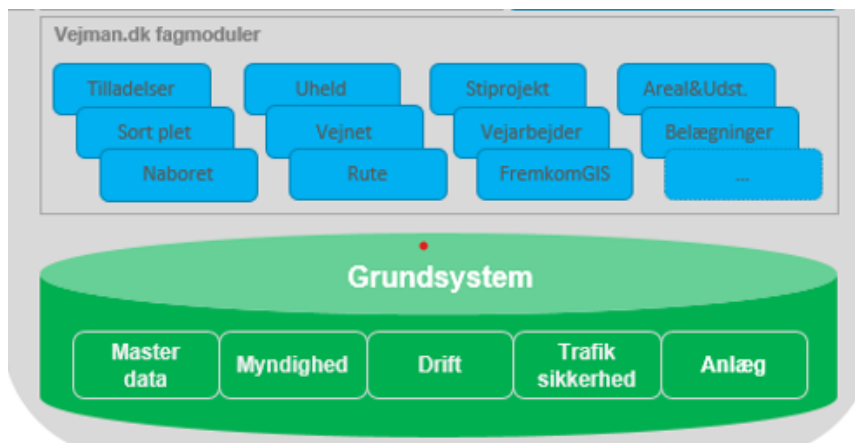 Vejman.dk fagmoduler
Tilladelser
Uheld
Stiprojekt
Areal&Udst.
Sort plet
Vejnet
Vejarbejder
Belægninger
Naboret
Rute
FremkomGIS
...
Grundsystem
Master
data
Myndighed
Drift
Trafik
sikkerhed
Anlæg